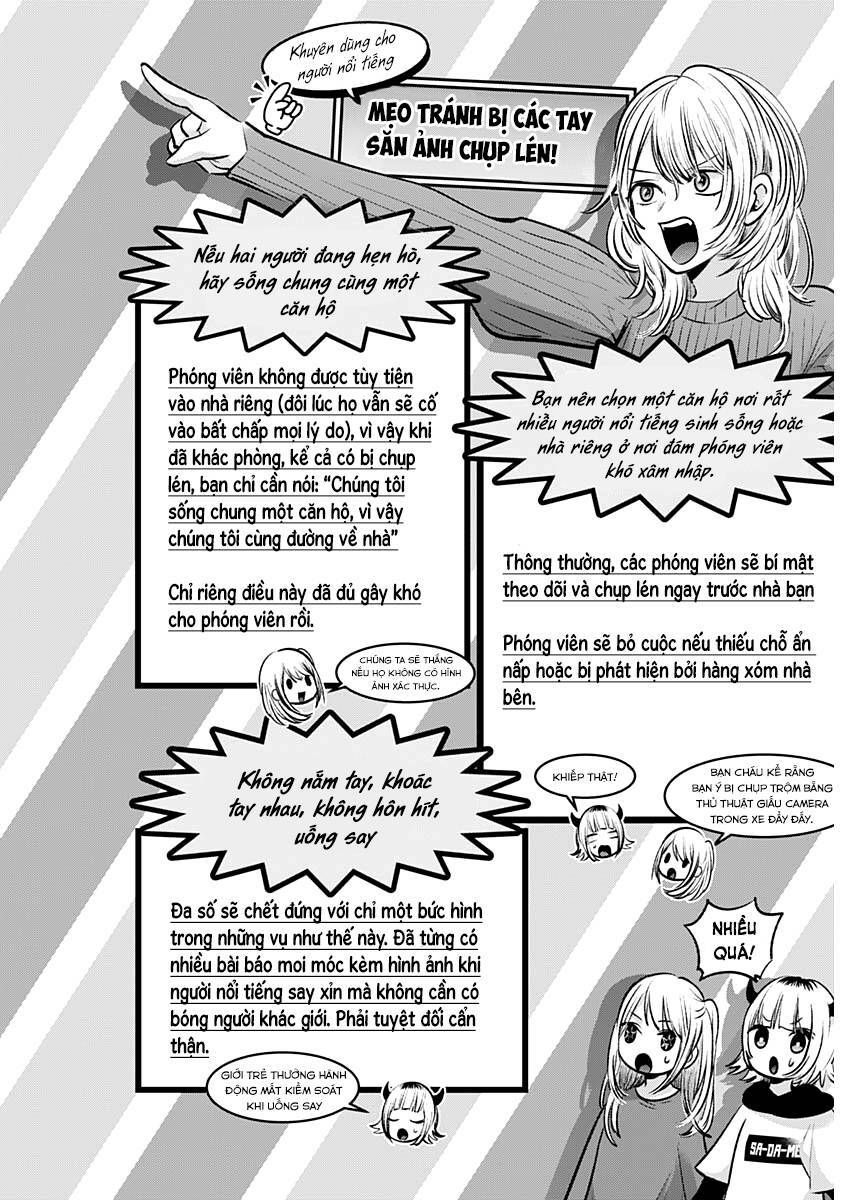 Khuyên dùng cho
người nổi tiếng
MẸO TRÁNH BỊ CÁC TAY
SĂN ẢNH CHỤP LÉN!
Nếu hai người đang hẹn hò,
hãy sống chung cùng một
căn hộ
Phóng viên không được tùy tiện
vào nhà riêng (đôi lúc họ vẫn sẽ cố
vào bất chấp mọi lý do), vì vậy khi
đã khác phòng, kể cả có bị chụp
lén, bạn chỉ cần nói: “Chúng tôi
sống chung một căn hộ, vì vậy
chúng tôi cùng đường về nhà”
Chỉ riêng điều này đã đủ gây khó
cho phóng viên rồi.
CHÚNG TA SẼ THẮNG
NẾU HỌ KHÔNG CÓ HÌNH
ẢNH XÁC THỰC.
Bạn nên chọn một căn hộ nơi rất
nhiều người nổi tiếng sinh sống hoặc
nhà riêng ở nơi đám phóng viên
khó xâm nhập.
Thông thường, các phóng viên sẽ bí mật
theo dõi và chụp lén ngay trước nhà bạn
Phóng viên sẽ bỏ cuộc nếu thiếu chỗ ẩn
nấp hoặc bị phát hiện bởi hàng xóm nhà
bên.
KHIẾP THẬT!
BẠN CHÁU KỂ RẰNG
BẠN Ý BỊ CHỤP TRỘM BẰNG
THỦ THUẬT GIẤU CAMERA
TRONG XE ĐẨY ĐẤY.
Không nắm tay, khoác
tay nhau, không hôn hít,
uống say
Đa số sẽ chết đứng với chỉ một bức hình
trong những vụ như thế này. Đã từng có
nhiều bài báo moi móc kèm hình ảnh khi
người nổi tiếng say xỉn mà không cần có
bóng người khác giới. Phải tuyệt đối cẩn
thận.
GIỚI TRẺ THƯỜNG HÀNH
ĐỘNG MẤT KIỂM SOÁT
KHI UỐNG SAY
NHIỀU
QUÁ!
SA-DA-ME